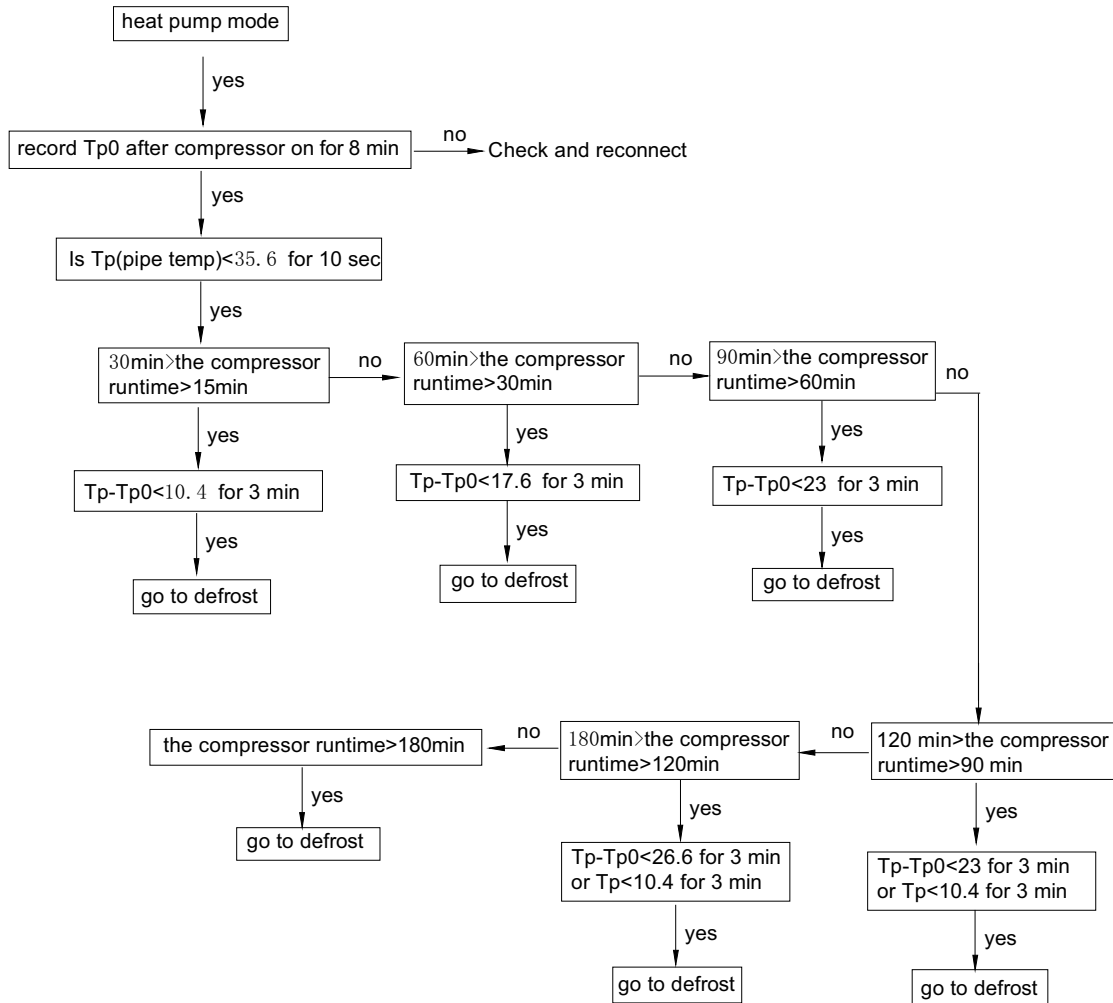 heat pump mode
yes
record Tp0 after compressor on for 8 min
no
Check and reconnect
yes
Is Tp(pipe temp)<35.6 for 10 sec
yes
30min>the compressor
runtime>15min
no
60min>the compressor
runtime>30min
no
90min>the compressor
runtime>60min
no
yes
yes
yes
Tp-Tp0<10.4 for 3 min
Tp-Tp0<17.6 for 3 min
Tp-Tp0<23 for 3 min
yes
yes
yes
go to defrost
go to defrost
go to defrost
the compressor runtime>180min
no
180min>the compressor
runtime>120min
no
120 min>the compressor
runtime>90 min
yes
yes
yes
go to defrost
Tp-Tp0<26.6 for 3 min
or Tp<10.4 for 3 min
Tp-Tp0<23 for 3 min
or Tp<10.4 for 3 min
yes
yes
go to defrost
go to defrost